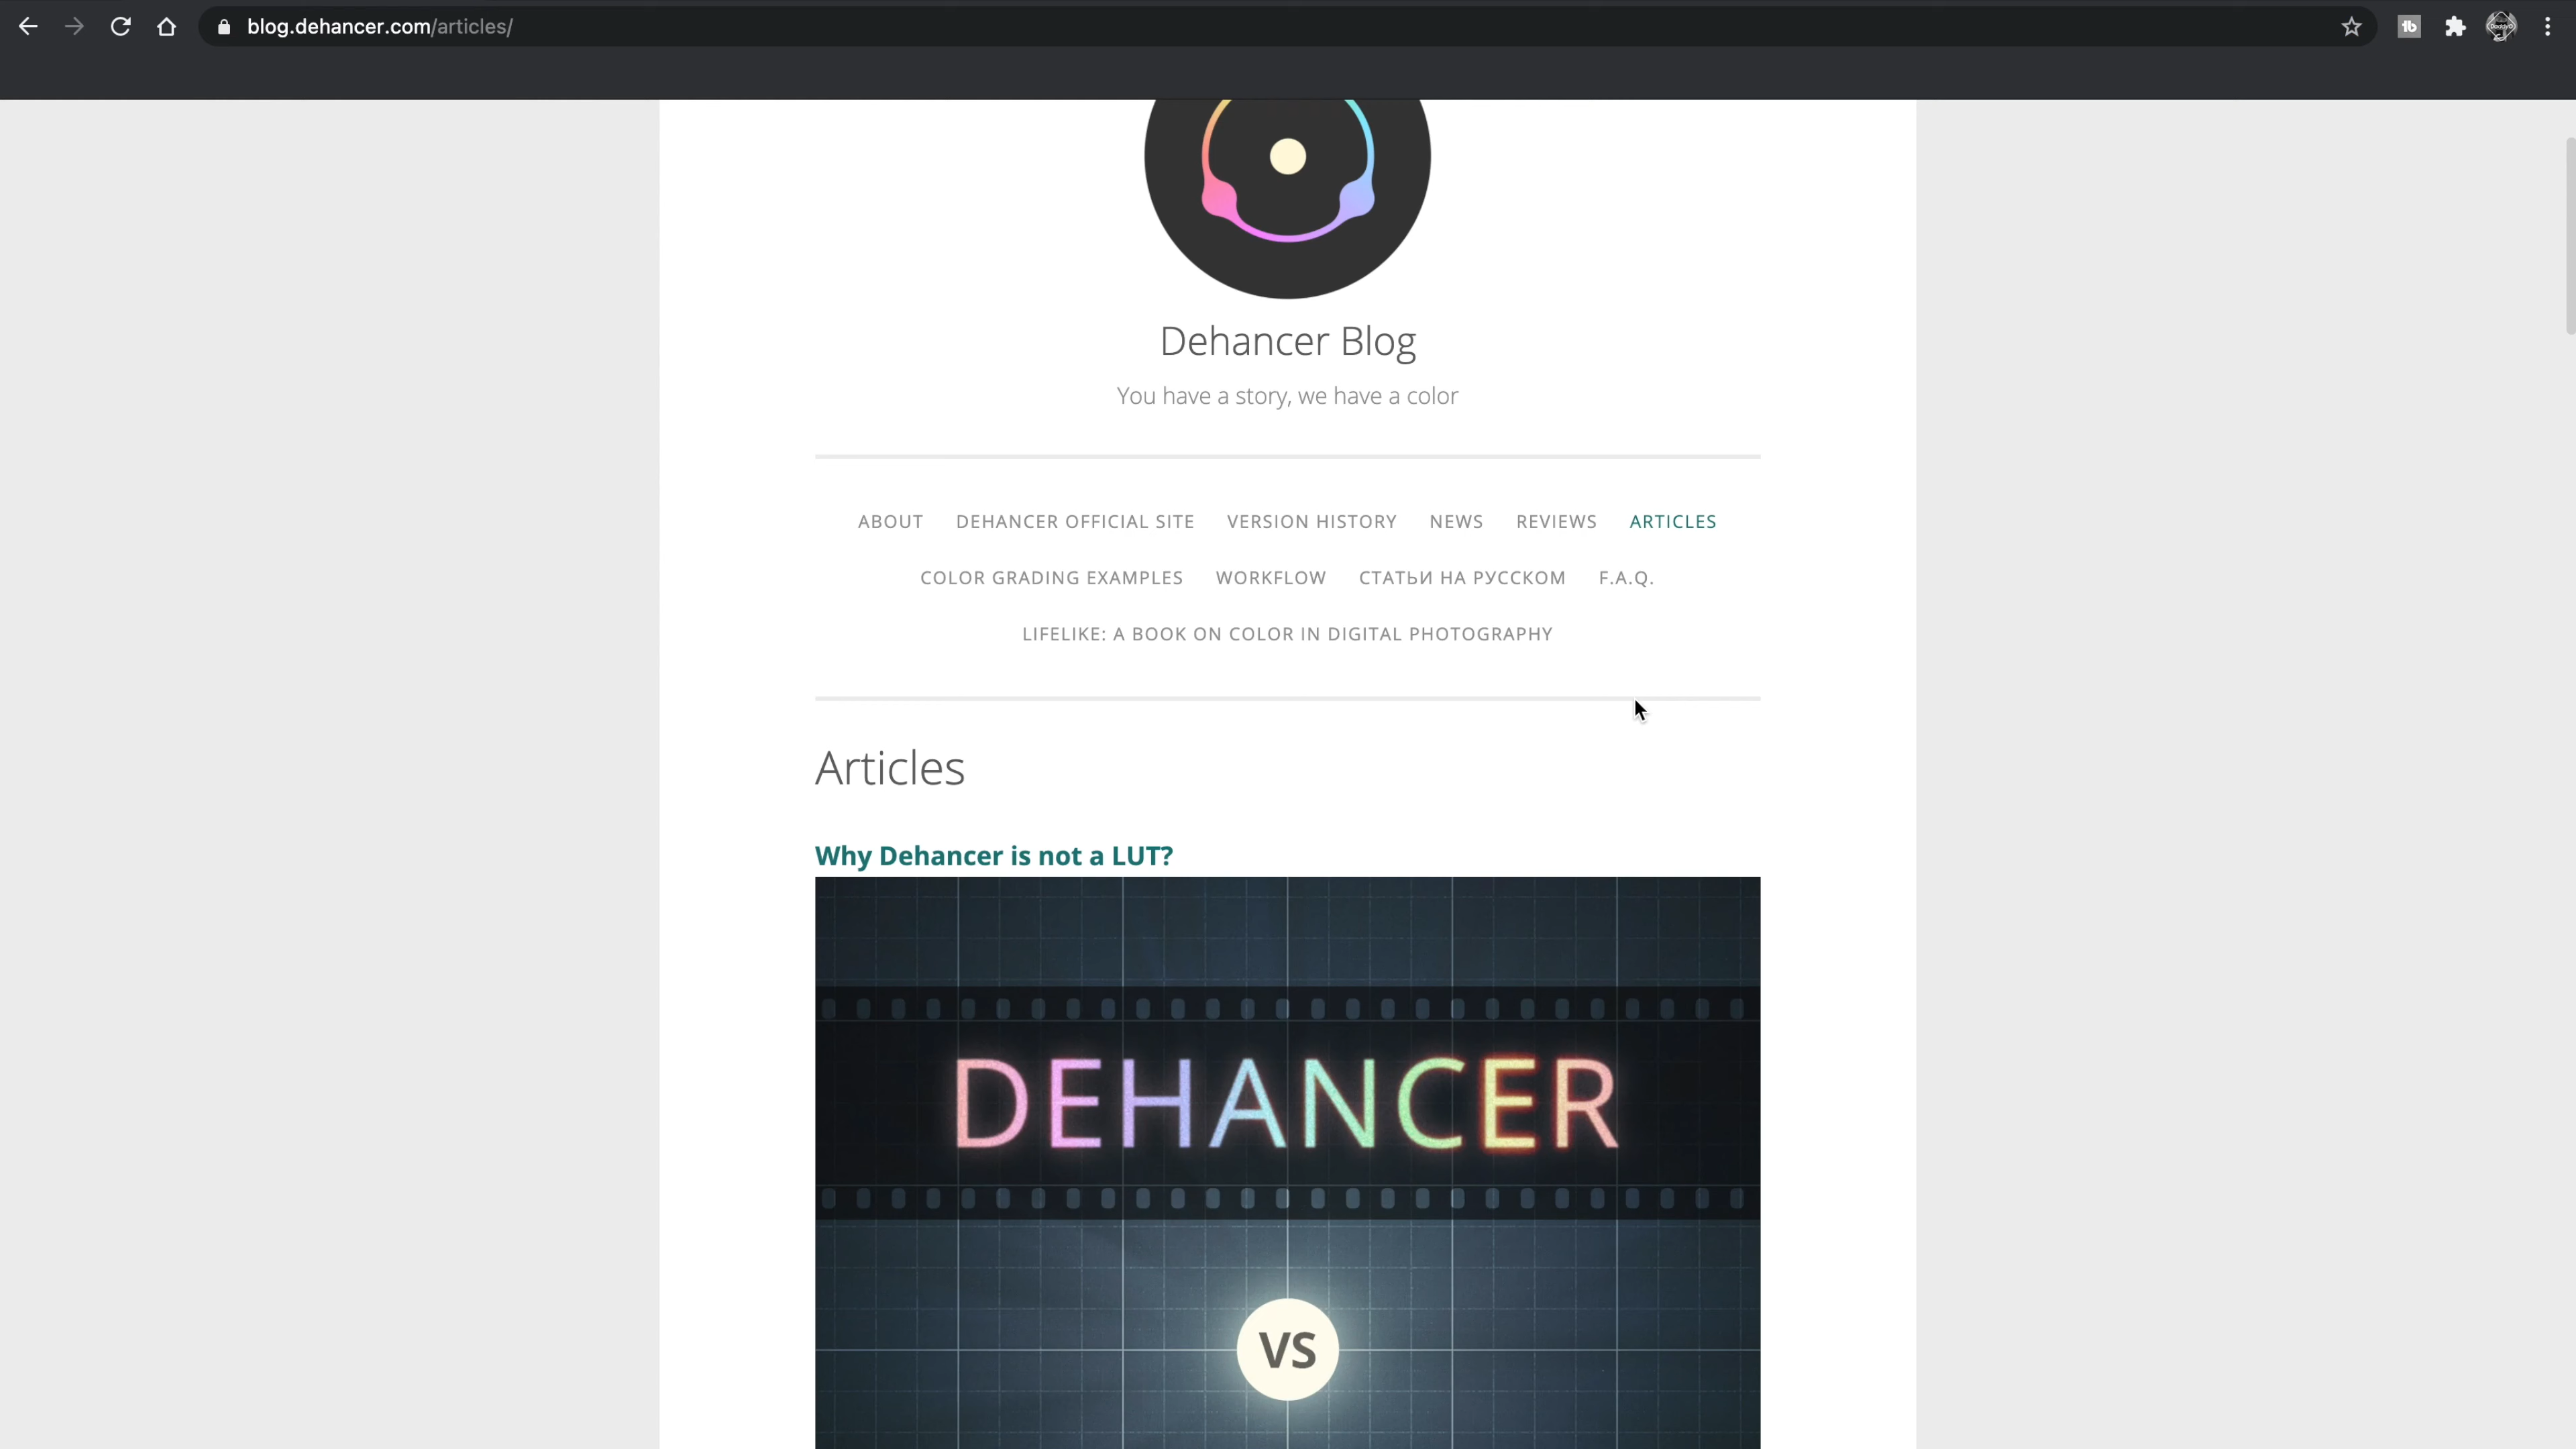 blog.dehancer.com/articles/
Dehancer Blog
You have a story, we have a color
ABOUT DEHANCER OFFICIAL SITE VERSION HISTORY NEWS REVIEWS ARTICLES
COLOR GRADING EXAMPLES WORKFLOW СТАТЬИ НА РУССКОМ F.A.Q.
LIFELIKE: A BOOK ON COLOR IN DIGITAL PHOTOGRAPHY
Articles
Why Dehancer is not a LUT?
DEHANCER
VS